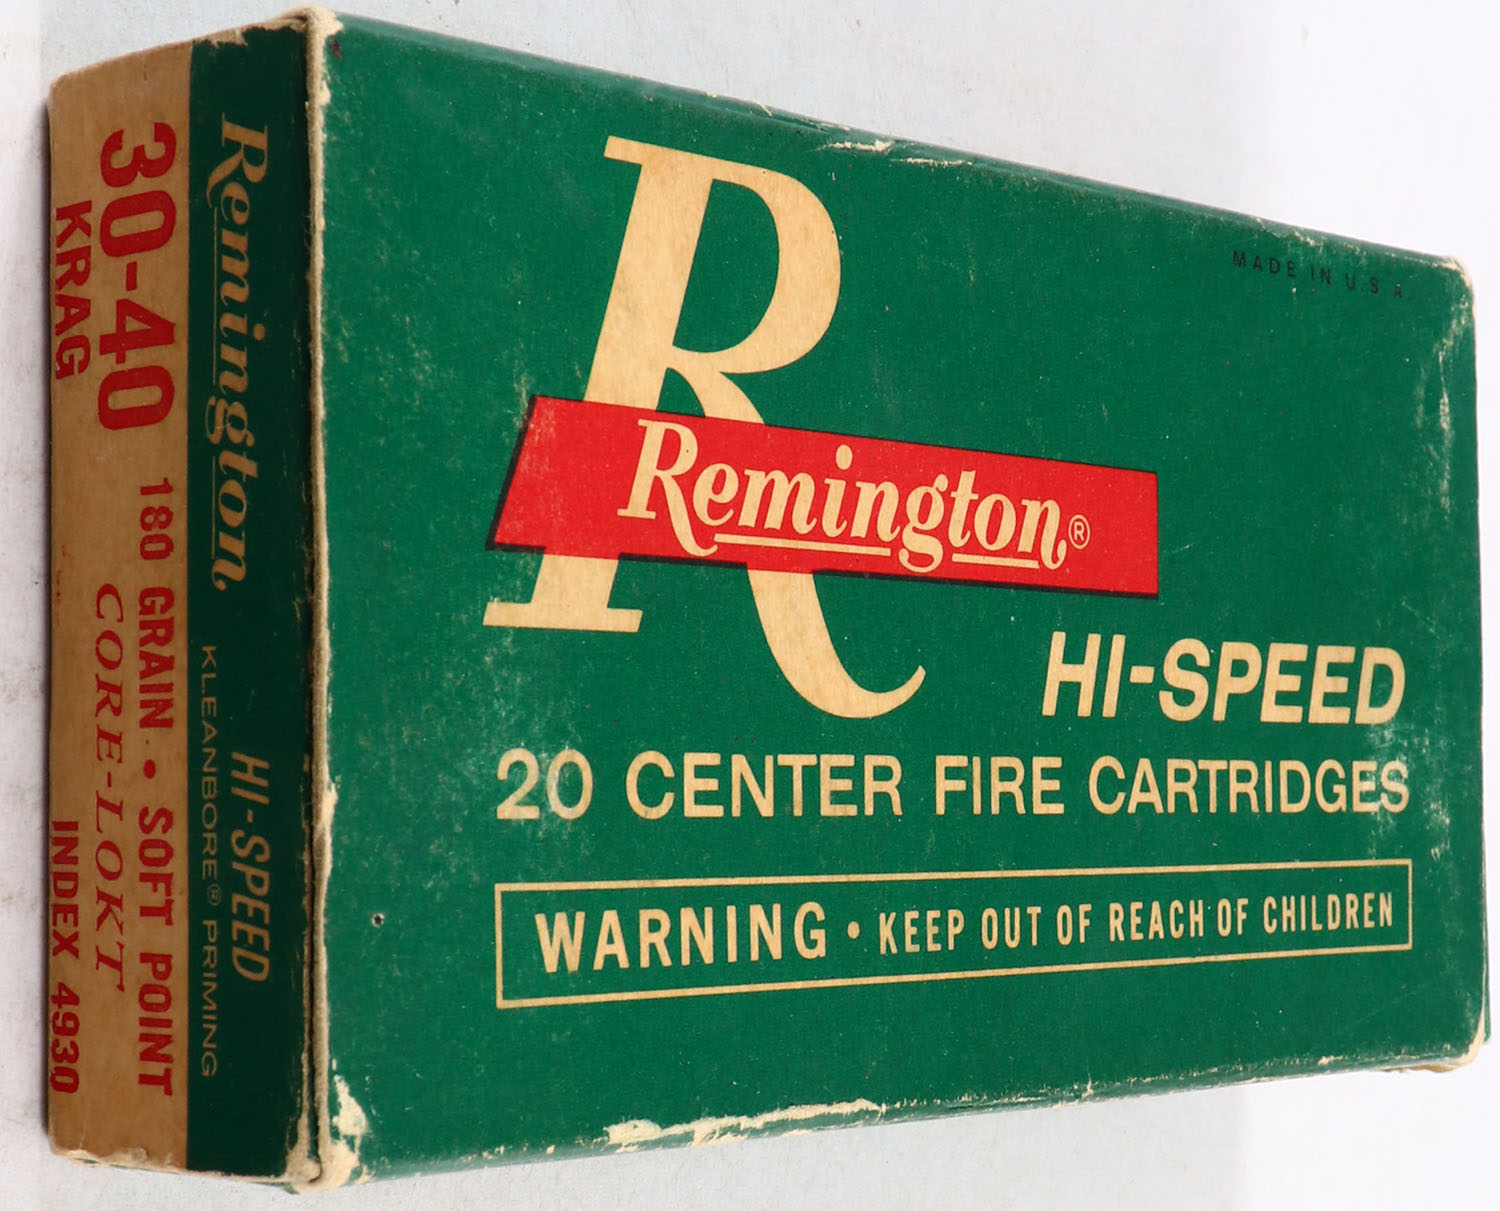 MADE IN U.S.A
R
Remington®
HI-SPEED
20 CENTER FIRE CARTRIDGES
WARNING • KEEP OUT OF REACH OF CHILDREN
Remington HI-SPEED
KLEANBORE® PRIMING
30-40 180 GRAIN • SOFT POINT
KRAG CORE-LOKT
INDEX 4930